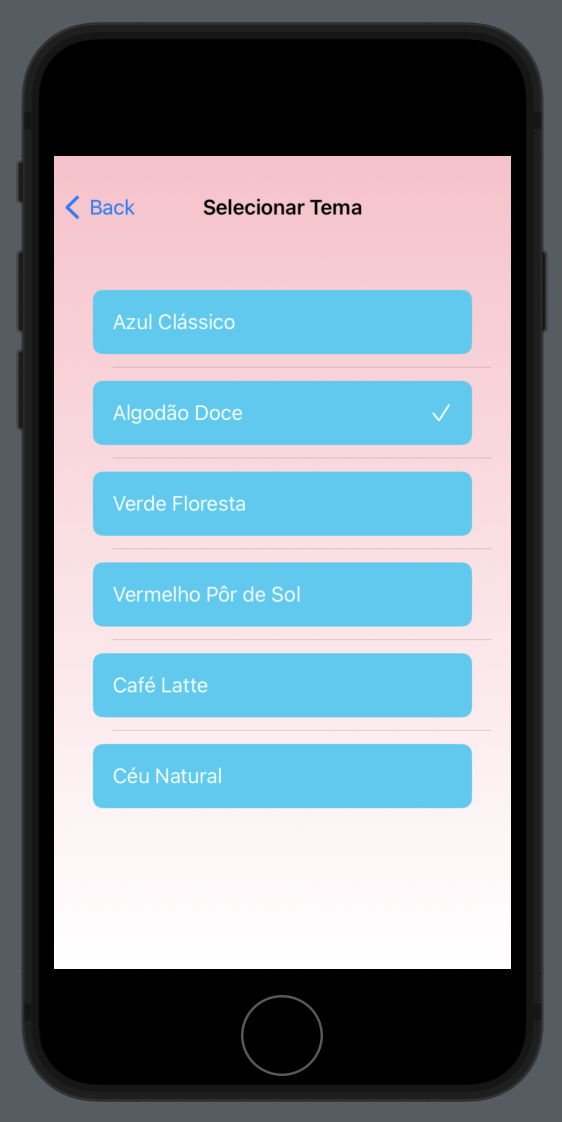 Back
Selecionar Tema
Azul Clássico
Algodão Doce
Verde Floresta
Vermelho Pôr de Sol
Café Latte
Céu Natural